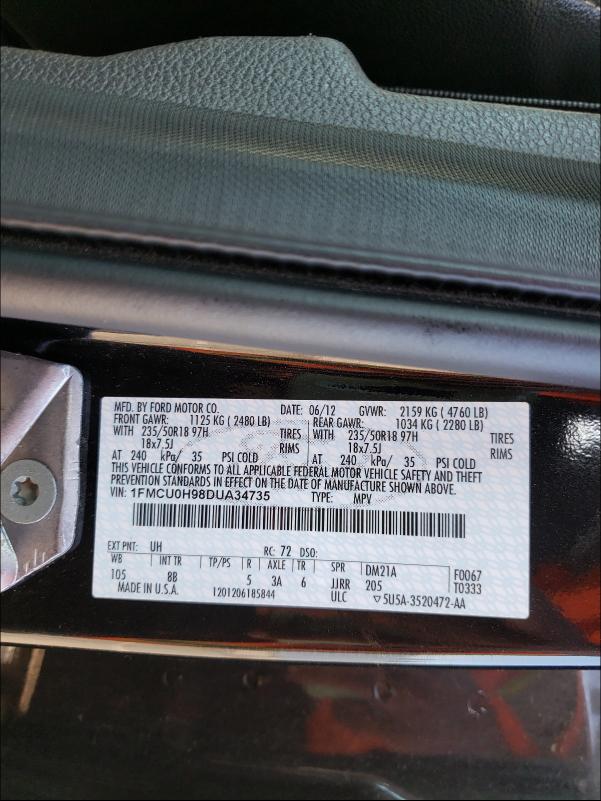 MFD. BY FORD MOTOR CO. DATE: 06/12 GVWR: 2159 KG ( 4760 LB)
FRONT GAWR: 1125 KG ( 2480 LB) REAR GAWR: 1034 KG ( 2280 LB)
WITH 235/50R18 97H TIRES WITH 235/50R18 97H TIRES
18x7.5J RIMS 18x7.5J RIMS
AT 240 kPa/ 35 PSI COLD AT 240 kPa/ 35 PSI COLD
THIS VEHICLE CONFORMS TO ALL APPLICABLE FEDERAL MOTOR VEHICLE SAFETY AND THEFT
PREVENTION STANDARDS IN EFFECT ON THE DATE OF MANUFACTURE SHOWN ABOVE.
VIN: 1FMCU0H98DUA34735 TYPE: MPV
EXT PNT: UH RC: 72 DSO:
WB INT TR TP/PS R AXLE TR SPR DM21A F0067
105 8B 5 3A 6 JJRR 205 T0333
MADE IN U.S.A. 1201206185844 ULC ▽5U5A-3520472-AA